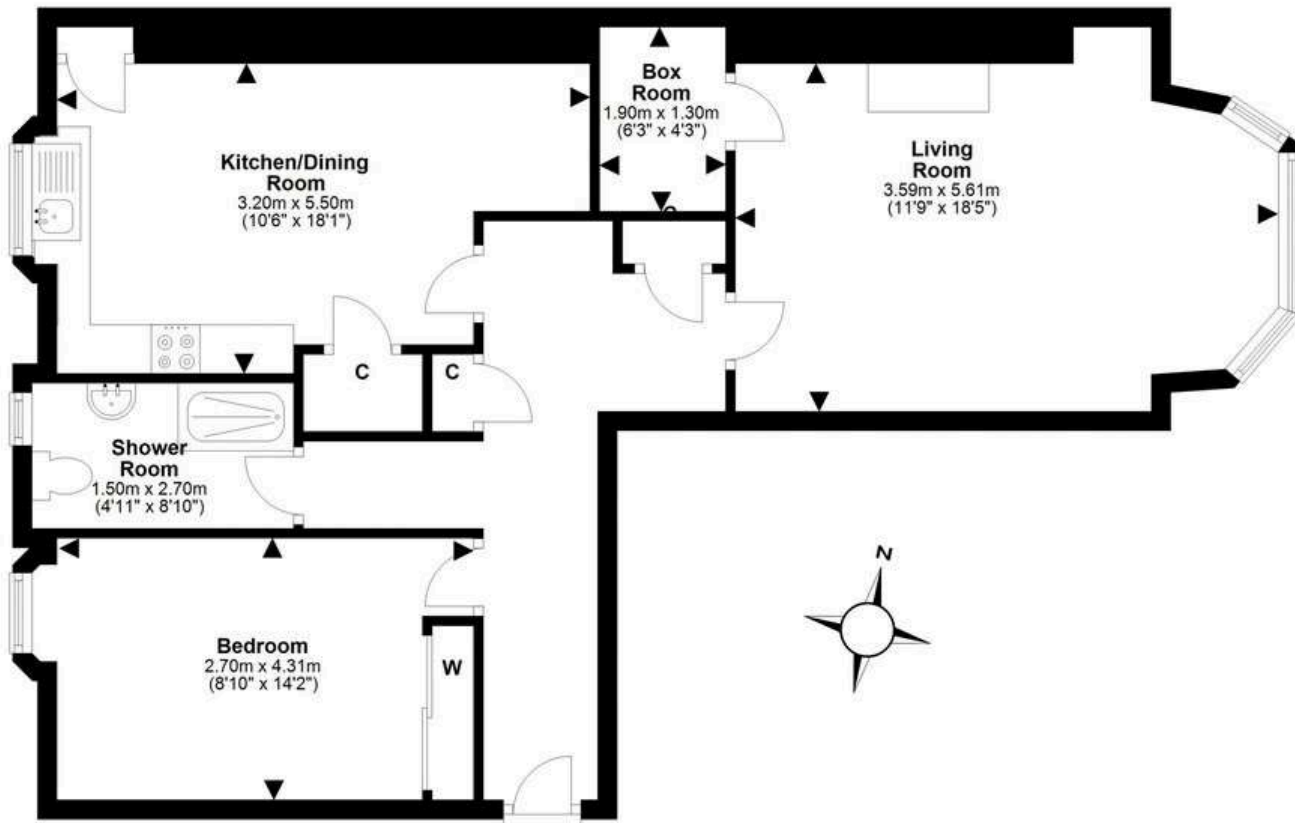 Kitchen/Dining
Room
3.20m x 5.50m
(10'6" x 18'1")
Box
Room
1.90m x 1.30m
(6'3" x 4'3")
Living
Room
3.59m x 5.61m
(11'9" x 18'5")
C
C
Shower
Room
1.50m x 2.70m
(4'11" x 8'10")
Bedroom
2.70m x 4.31m
(8'10" x 14'2")
W
N